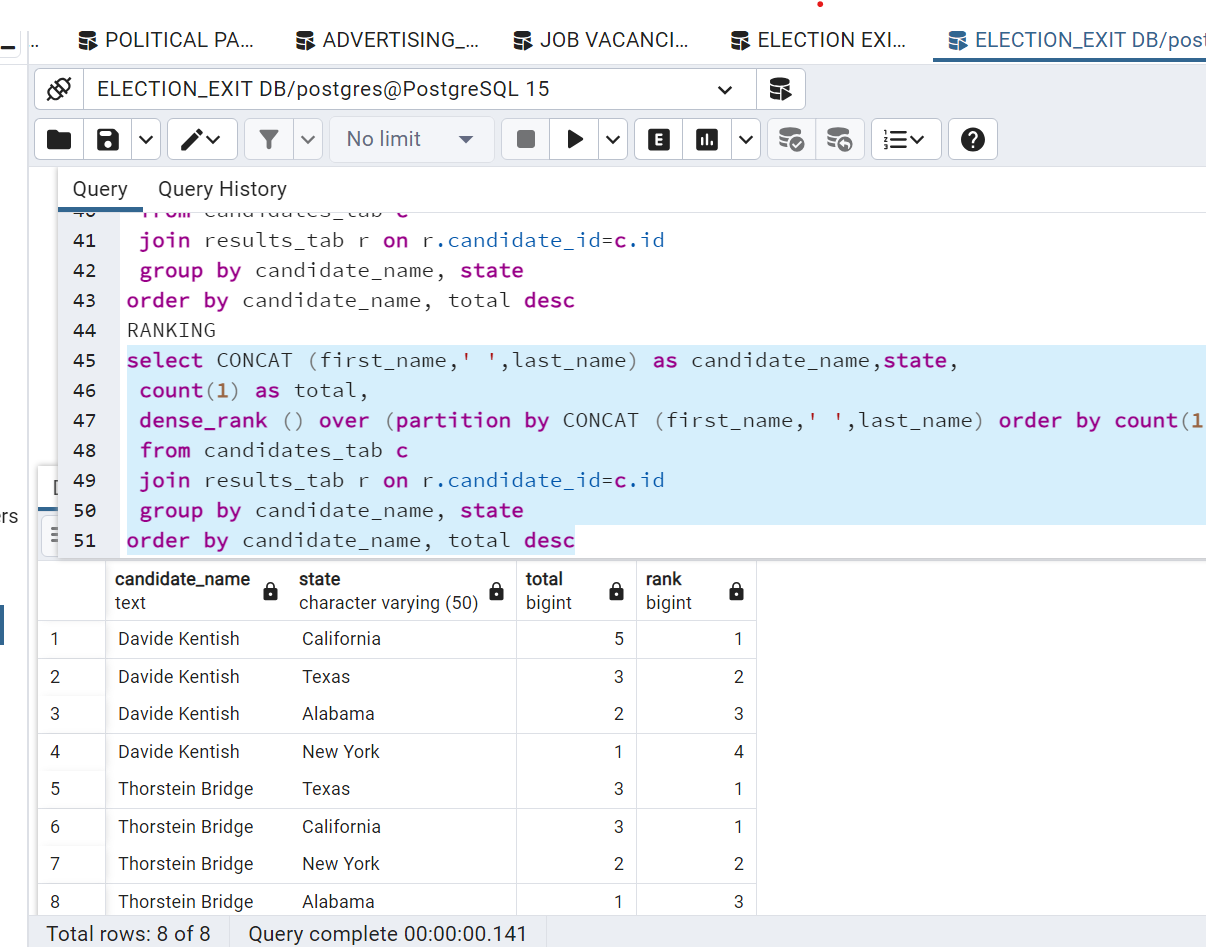 ..
POLITICAL PA...
ADVERTISING_...
JOB VACANCI...
ELECTION EXI...
ELECTION_EXIT DB/post
ELECTION_EXIT DB/postgres@PostgreSQL 15
No limit
E
Query
Query History
40 from candidates_tab c
41 join results_tab r on r.candidate_id=c.id
42 group by candidate_name, state
43 order by candidate_name, total desc
44 RANKING
45 select CONCAT (first_name,' ',last_name) as candidate_name,state,
46 count(1) as total,
47 dense_rank () over (partition by CONCAT (first_name,' ',last_name) order by count(1
48 from candidates_tab c
49 join results_tab r on r.candidate_id=c.id
50 group by candidate_name, state
51 order by candidate_name, total desc
ers
candidate_name state total rank
text character varying (50) bigint bigint
1 Davide Kentish California 5 1
2 Davide Kentish Texas 3 2
3 Davide Kentish Alabama 2 3
4 Davide Kentish New York 1 4
5 Thorstein Bridge Texas 3 1
6 Thorstein Bridge California 3 1
7 Thorstein Bridge New York 2 2
8 Thorstein Bridge Alabama 1 3
Total rows: 8 of 8
Query complete 00:00:00.141